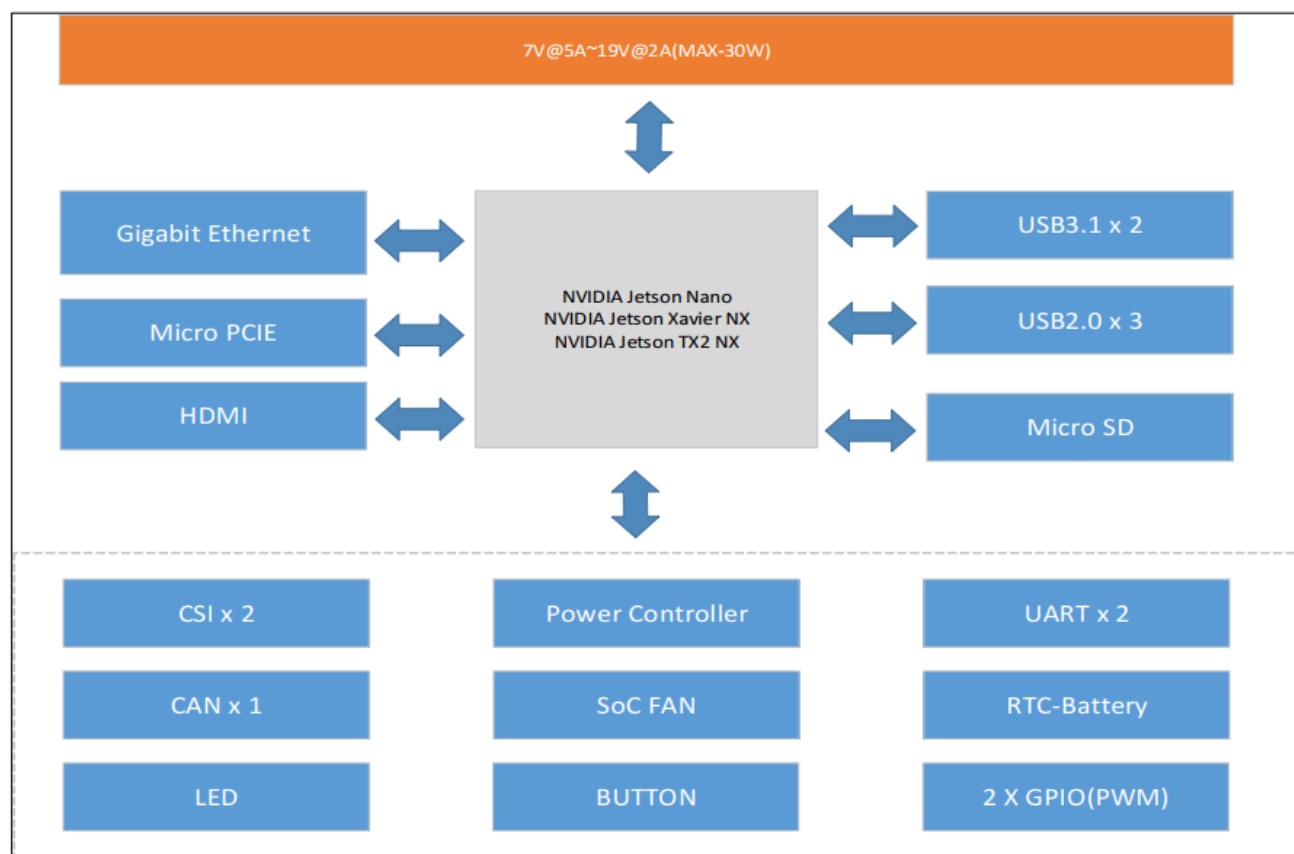 7V@5A~19V@2A(MAX-30W)
Gigabit Ethernet
Micro PCIE
HDMI
NVIDIA Jetson Nano
NVIDIA Jetson Xavier NX
NVIDIA Jetson TX2 NX
USB3.1 x 2
USB2.0 x 3
Micro SD
CSI x 2
Power Controller
UART x 2
CAN x 1
SoC FAN
RTC-Battery
LED
BUTTON
2 X GPIO(PWM)